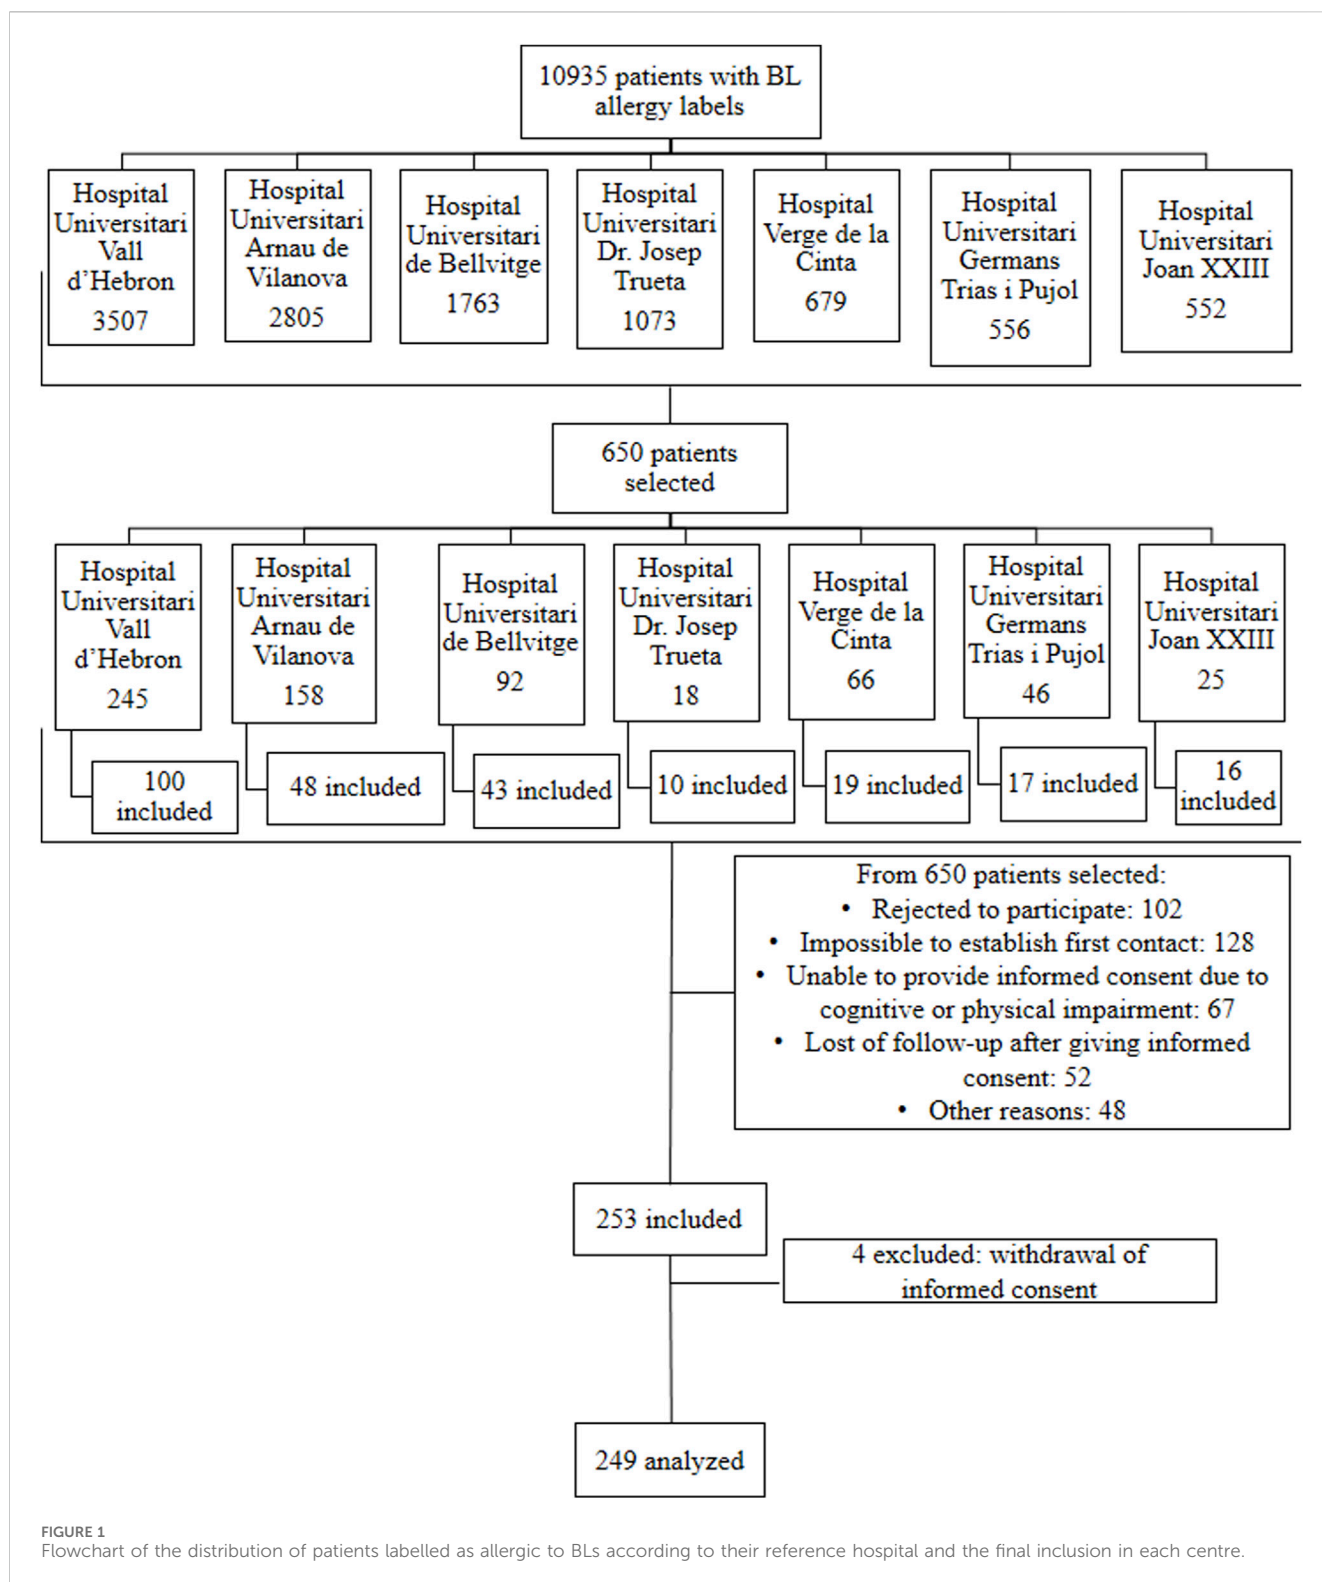 10935 patients with BL
allergy labels
Hospital
Universitari
Vall
d'Hebron
3507
Hospital
Universitari
Arnau de
Vilanova
2805
Hospital
Universitari
de Bellvitge
1763
Hospital
Universitari
Dr. Josep
Trueta
1073
Hospital
Verge de la
Cinta
679
Hospital
Universitari
Germans
Trias i Pujol
556
Hospital
Universitari
Joan XXIII
552
650 patients
selected
Hospital
Universitari
Vall
d'Hebron
245
Hospital
Universitari
Arnau de
Vilanova
158
Hospital
Universitari
de Bellvitge
92
Hospital
Universitari
Dr. Josep
Trueta
18
Hospital
Verge de la
Cinta
66
Hospital
Universitari
Germans
Trias i Pujol
46
Hospital
Universitari
Joan XXIII
25
100
included
48 included
43 included
10 included
19 included
17 included
16
included
From 650 patients selected:
• Rejected to participate: 102
• Impossible to establish first contact: 128
• Unable to provide informed consent due to
cognitive or physical impairment: 67
• Lost of follow-up after giving informed
consent: 52
• Other reasons: 48
253 included
4 excluded: withdrawal of
informed consent
249 analyzed
FIGURE 1
Flowchart of the distribution of patients labelled as allergic to BLs according to their reference hospital and the final inclusion in each centre.